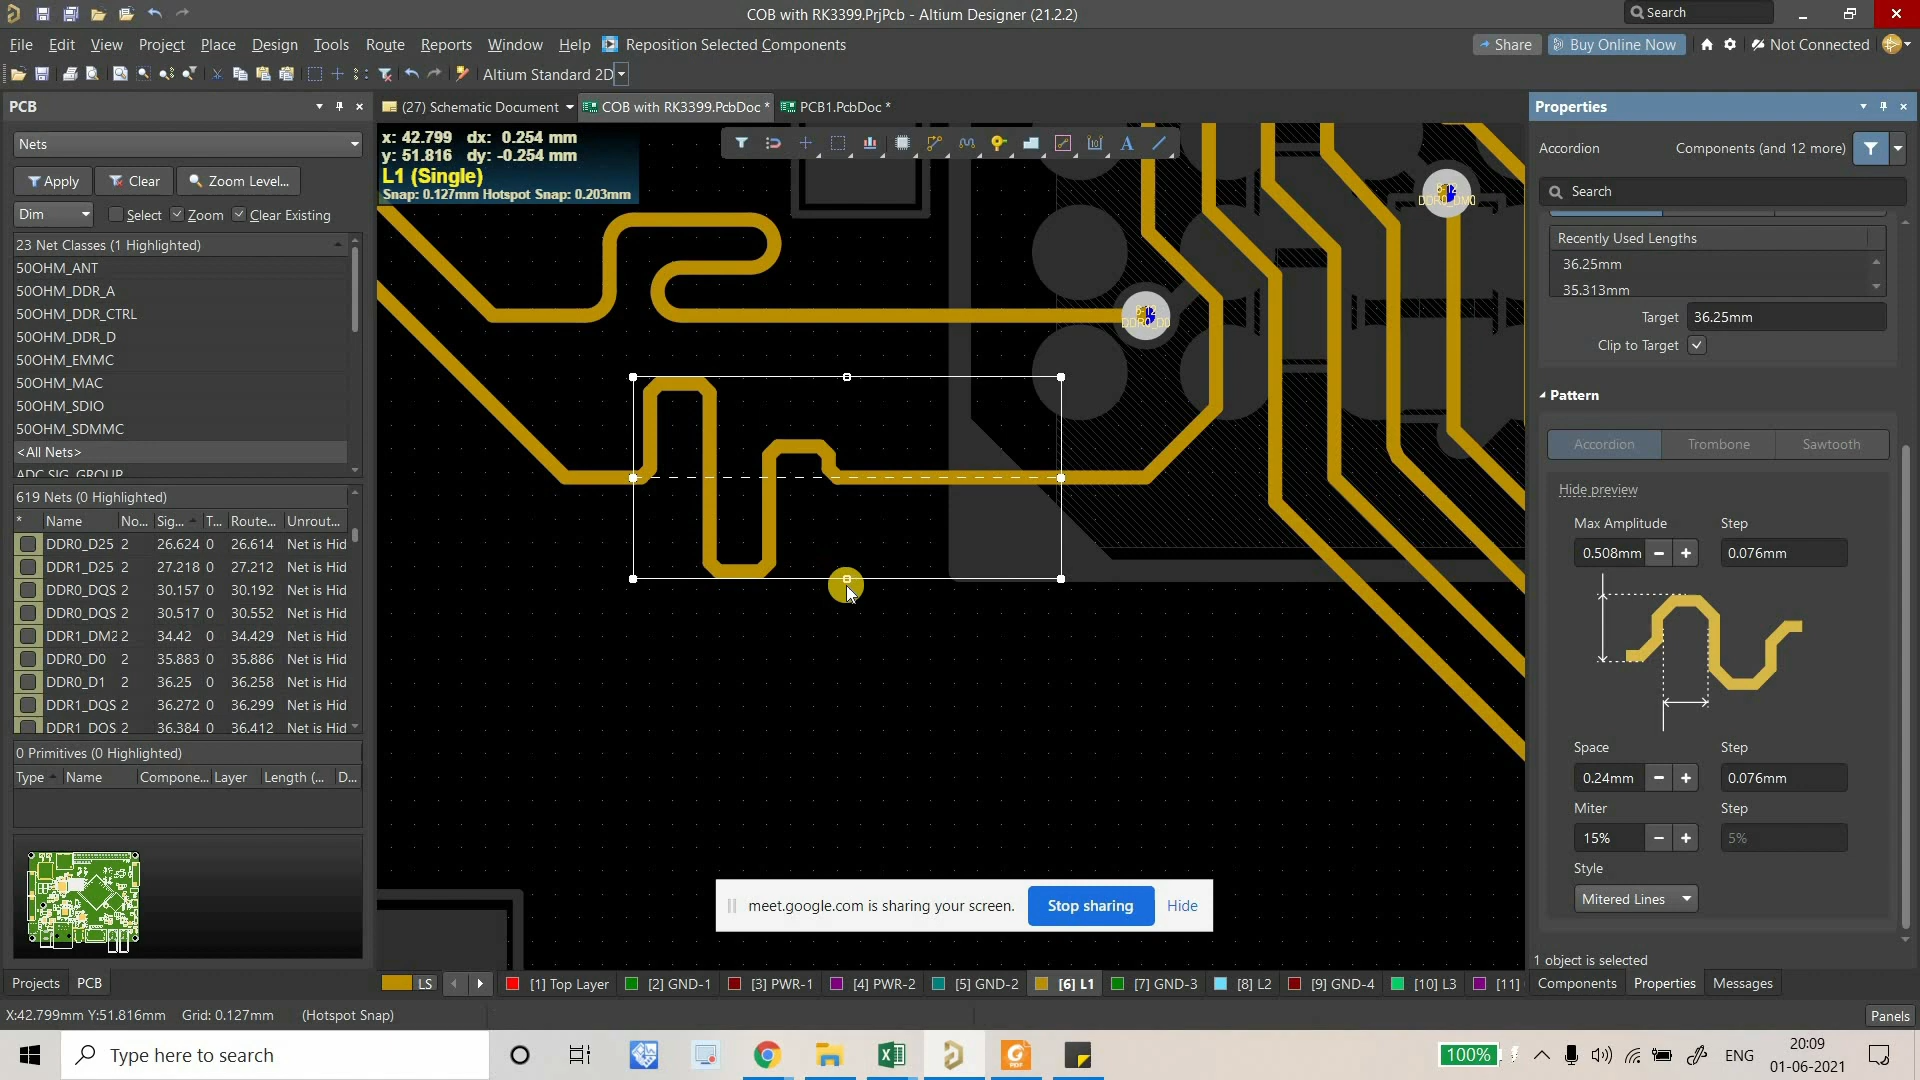 COB with RK3399.PrjPcb - Altium Designer (21.2.2)
Search
File Edit View Project Place Design Tools Route Reports Window Help Reposition Selected Components
Share
Buy Online Now
Not Connected
Altium Standard 2D
PCB
(27) Schematic Document
COB with RK3399.PcbDoc *
PCB1.PcbDoc *
Nets
Apply
Clear
Zoom Level...
Dim
Select
Zoom
Clear Existing
23 Net Classes (1 Highlighted)
50OHM_ANT
50OHM_DDR_A
50OHM_DDR_CTRL
50OHM_DDR_D
50OHM_EMMC
50OHM_MAC
50OHM_SDIO
50OHM_SDMMC
<All Nets>
ADC SIG GROUP
619 Nets (0 Highlighted)
* Name No... Sig... T... Route... Unrout...
DDR0_D25 2 26.624 0 26.614 Net is Hid
DDR1_D25 2 27.218 0 27.212 Net is Hid
DDR0_DQS 2 30.157 0 30.192 Net is Hid
DDR0_DQS 2 30.517 0 30.552 Net is Hid
DDR1_DM2 2 34.42 0 34.429 Net is Hid
DDR0_D0 2 35.883 0 35.886 Net is Hid
DDR0_D1 2 36.25 0 36.258 Net is Hid
DDR1_DQS 2 36.272 0 36.299 Net is Hid
DDR1 DQS 2 36.384 0 36.412 Net is Hid
0 Primitives (0 Highlighted)
Type Name Compone... Layer Length (... D...
Projects PCB
x: 42.799 dx: 0.254 mm
y: 51.816 dy: -0.254 mm
L1 (Single)
Snap: 0.127mm Hotspot Snap: 0.203mm
DDR0_DM0
Properties
Accordion
Components (and 12 more)
Search
Recently Used Lengths
36.25mm
35.313mm
Target 36.25mm
Clip to Target
Pattern
Accordion Trombone Sawtooth
Hide preview
Max Amplitude Step
0.508mm 0.076mm
Space Step
0.24mm 0.076mm
Miter Step
15% 5%
Style
Mitered Lines
1 object is selected
Components Properties Messages
meet.google.com is sharing your screen.
Stop sharing
Hide
LS [1] Top Layer [2] GND-1 [3] PWR-1 [4] PWR-2 [5] GND-2 [6] L1 [7] GND-3 [8] L2 [9] GND-4 [10] L3 [11]
X:42.799mm Y:51.816mm Grid: 0.127mm (Hotspot Snap)
Panels
Type here to search
100%
ENG
20:09
01-06-2021